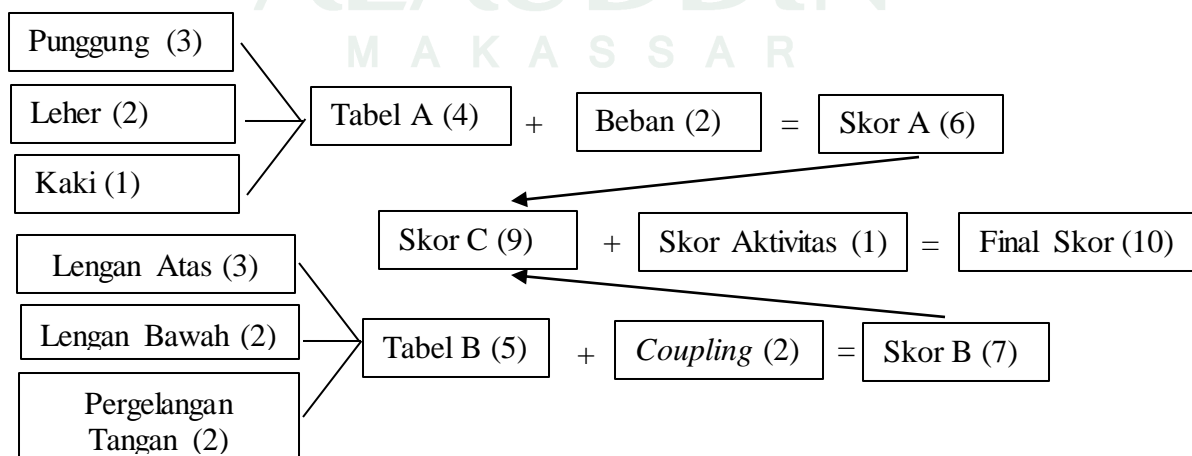 ALAUDDIN
MAKASSAR
Punggung (3)
Leher (2)
Kaki (1)
Tabel A (4) + Beban (2) = Skor A (6)
Skor C (9) + Skor Aktivitas (1) = Final Skor (10)
Lengan Atas (3)
Lengan Bawah (2)
Pergelangan
Tangan (2)
Tabel B (5) + Coupling (2) = Skor B (7)